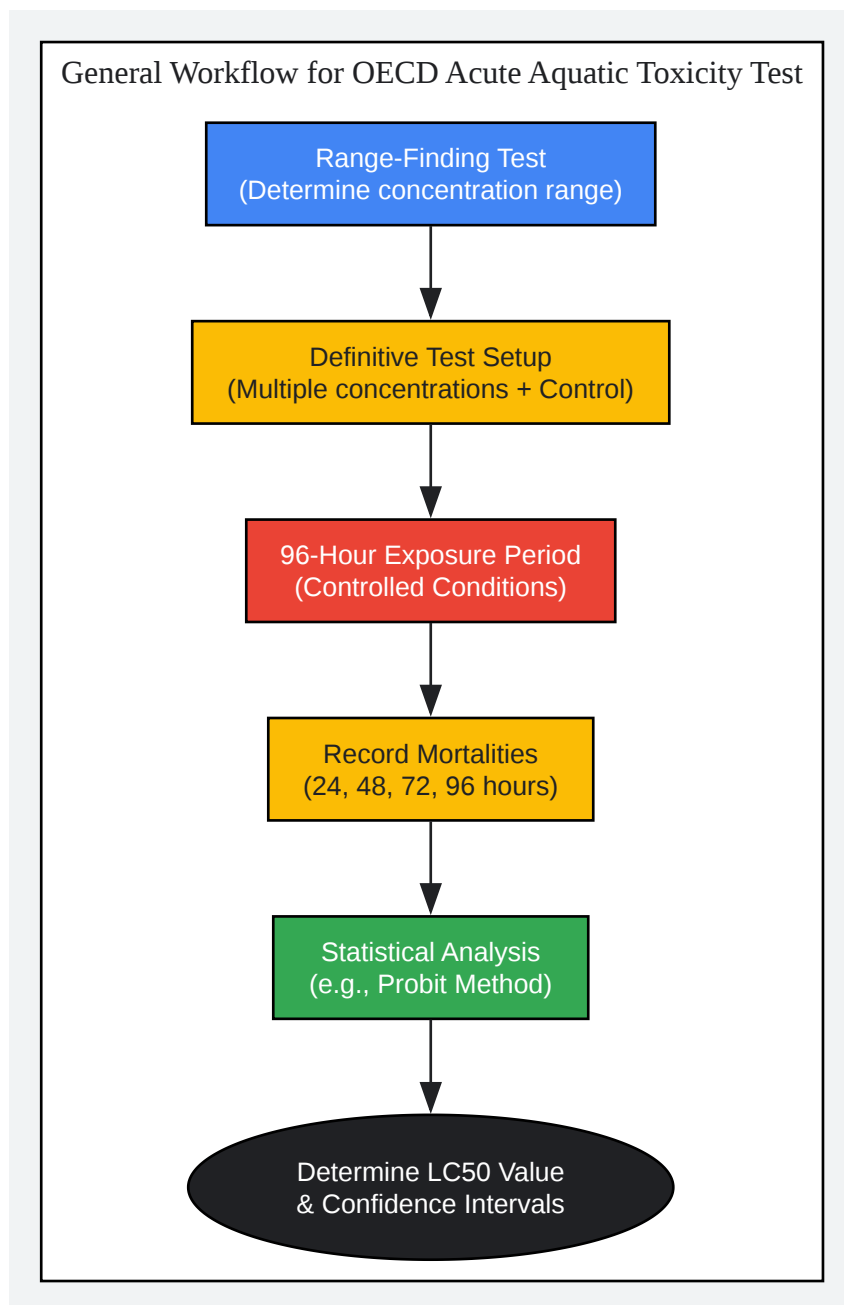 General Workflow for OECD Acute Aquatic Toxicity Test
Range-Finding Test
(Determine concentration range)
Definitive Test Setup
(Multiple concentrations + Control)
96-Hour Exposure Period
(Controlled Conditions)
Record Mortalities
(24, 48, 72, 96 hours)
Statistical Analysis
(e.g., Probit Method)
Determine LC50 Value
& Confidence Intervals